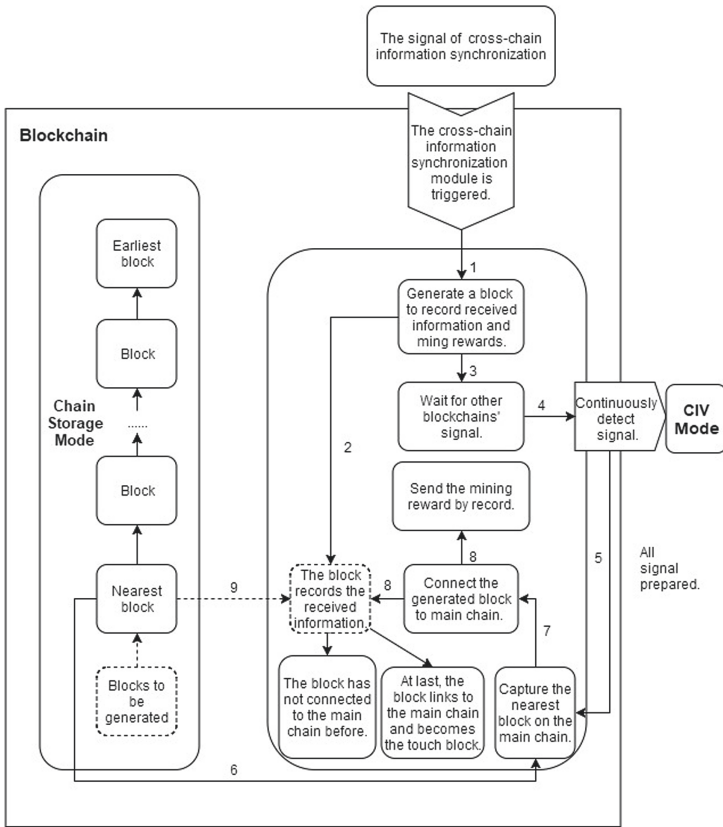 The signal of cross-chain
information synchronization
Blockchain
The cross-chain
information
synchronization
module is
triggered.
Earliest
block
1
Generate a block
to record received
information and
ming rewards.
Block
3
Chain
Storage
Mode
......
Wait for other
blockchains'
signal.
4
Continuously
detect signal.
CIV
Mode
2
Block
Send the mining
reward by record.
5
All
signal
prepared.
8
Nearest
block
9
The block
records the
received
information.
8
Connect the
generated block
to main chain.
7
Blocks to
be
generated
The block has
not connected
to the main
chain before.
At last, the
block links to
the main chain
and becomes
the touch block.
Capture the
nearest
block on the
main chain.
6